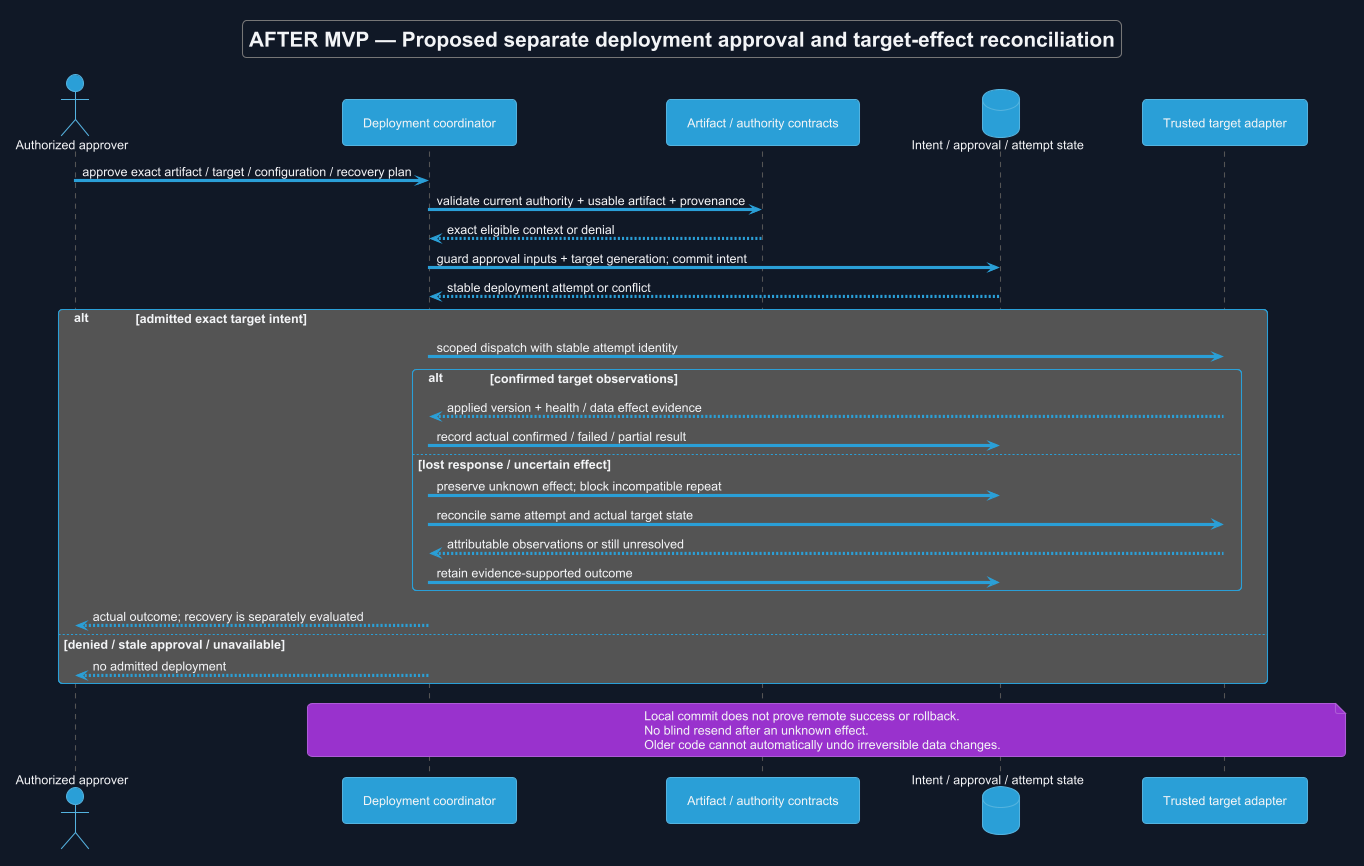 AFTER MVP — Proposed separate deployment approval and target-effect reconciliation
Authorized approver
Deployment coordinator
Artifact / authority contracts
Intent / approval / attempt state
Trusted target adapter
approve exact artifact / target / configuration / recovery plan
validate current authority + usable artifact + provenance
exact eligible context or denial
guard approval inputs + target generation; commit intent
stable deployment attempt or conflict
alt [admitted exact target intent]
scoped dispatch with stable attempt identity
alt [confirmed target observations]
applied version + health / data effect evidence
record actual confirmed / failed / partial result
[lost response / uncertain effect]
preserve unknown effect; block incompatible repeat
reconcile same attempt and actual target state
attributable observations or still unresolved
retain evidence-supported outcome
actual outcome; recovery is separately evaluated
[denied / stale approval / unavailable]
no admitted deployment
Local commit does not prove remote success or rollback.
No blind resend after an unknown effect.
Older code cannot automatically undo irreversible data changes.
Authorized approver
Deployment coordinator
Artifact / authority contracts
Intent / approval / attempt state
Trusted target adapter